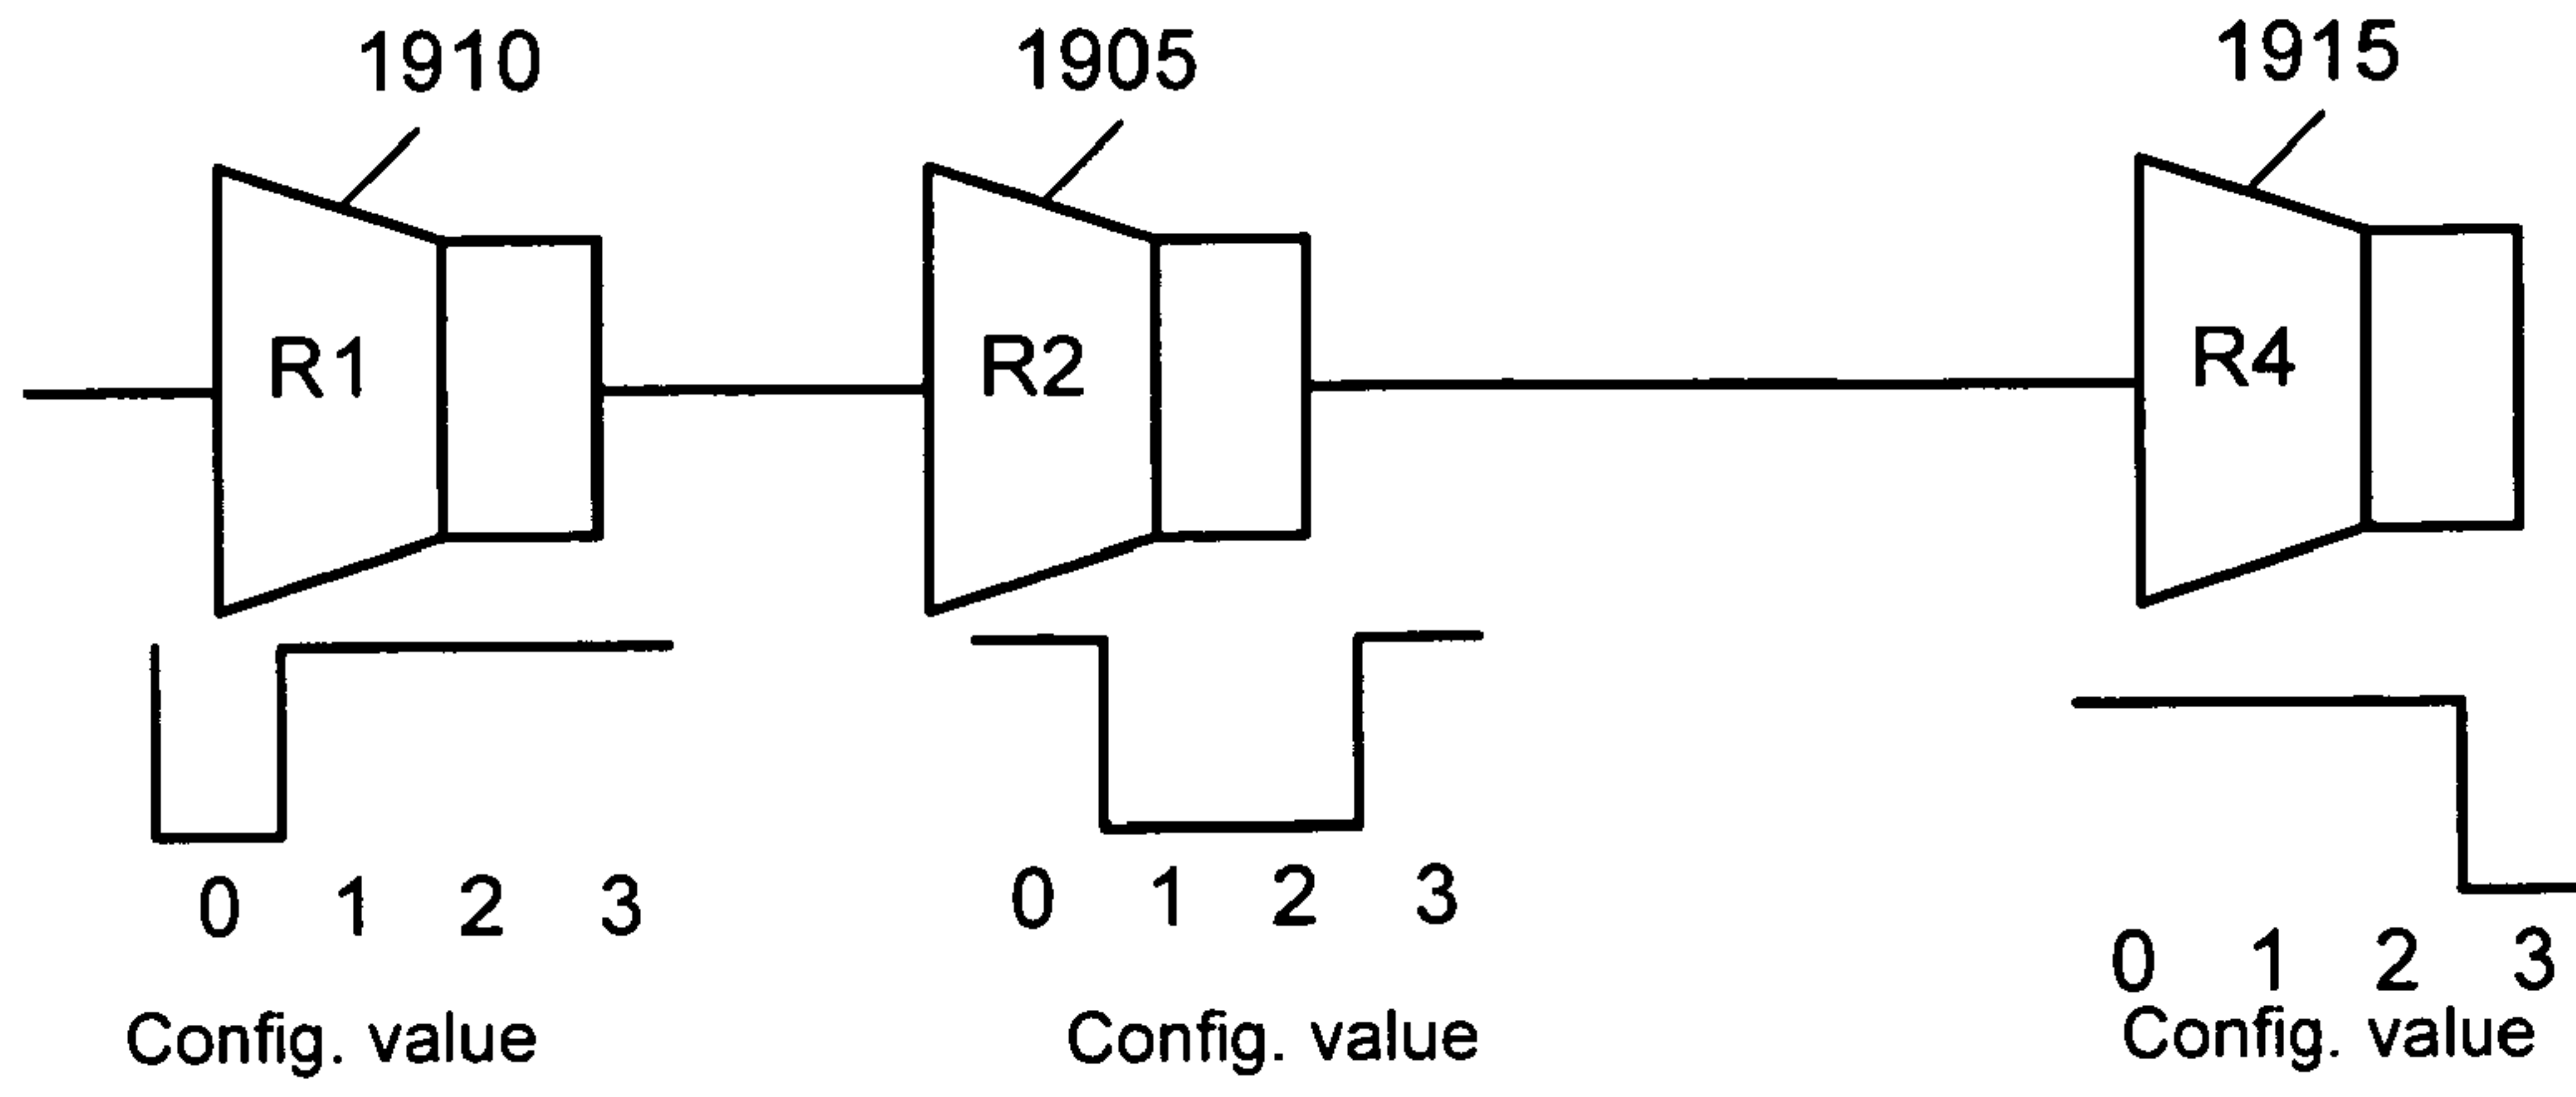 1910 1905 1915
R1 R2 R4
0 1 2 3 0 1 2 3 0 1 2 3
Config. value Config. value Config. value